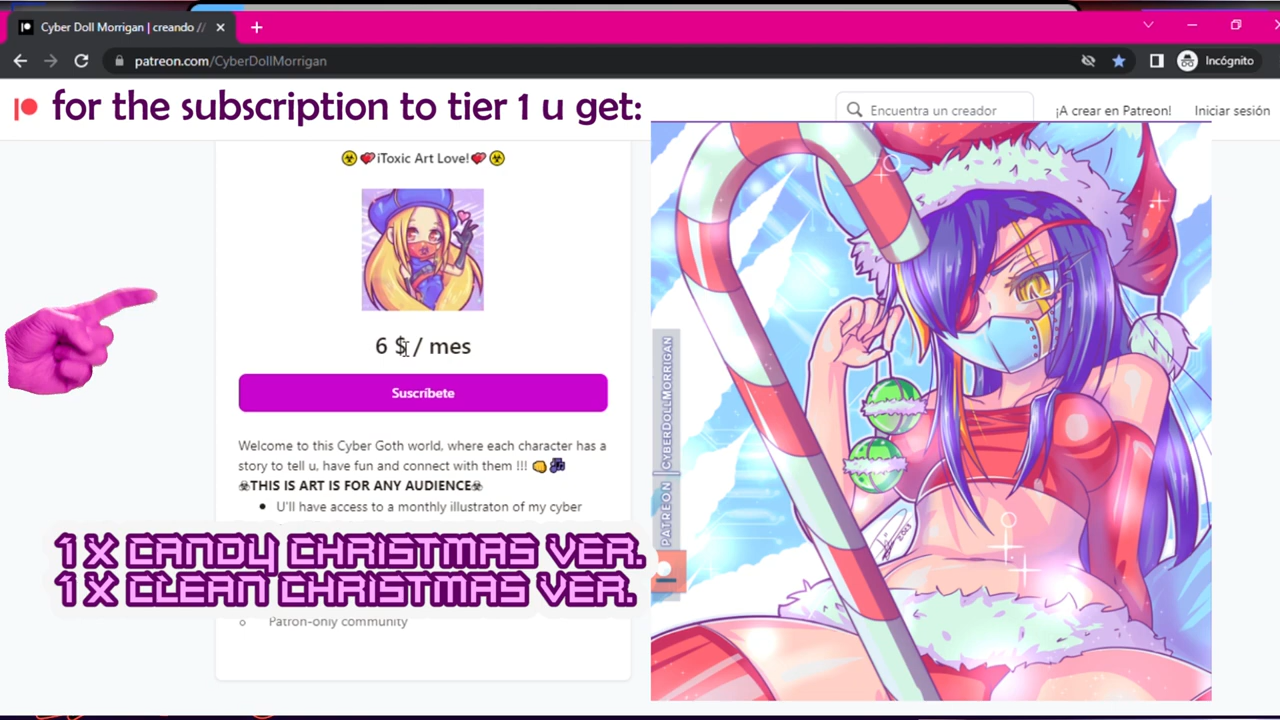 Cyber Doll Morrigan | creando //
patreon.com/CyberDollMorrigan
Incógnito
for the subscription to tier 1 u get:
Encuentra un creador
¡A crear en Patreon!
Iniciar sesión
☣️💕¡Toxic Art Love!💕☣️
6 $ / mes
Suscríbete
Welcome to this Cyber Goth world, where each character has a
story to tell u, have fun and connect with them !!!
☣THIS IS ART IS FOR ANY AUDIENCE☣
• U'll have access to a monthly illustraton of my cyber
1 X CANDY CHRISTMAS VER.
1 X CLEAN CHRISTMAS VER.
Patron-only community
PATREON | CYBERDOLLMORRIGAN
2023